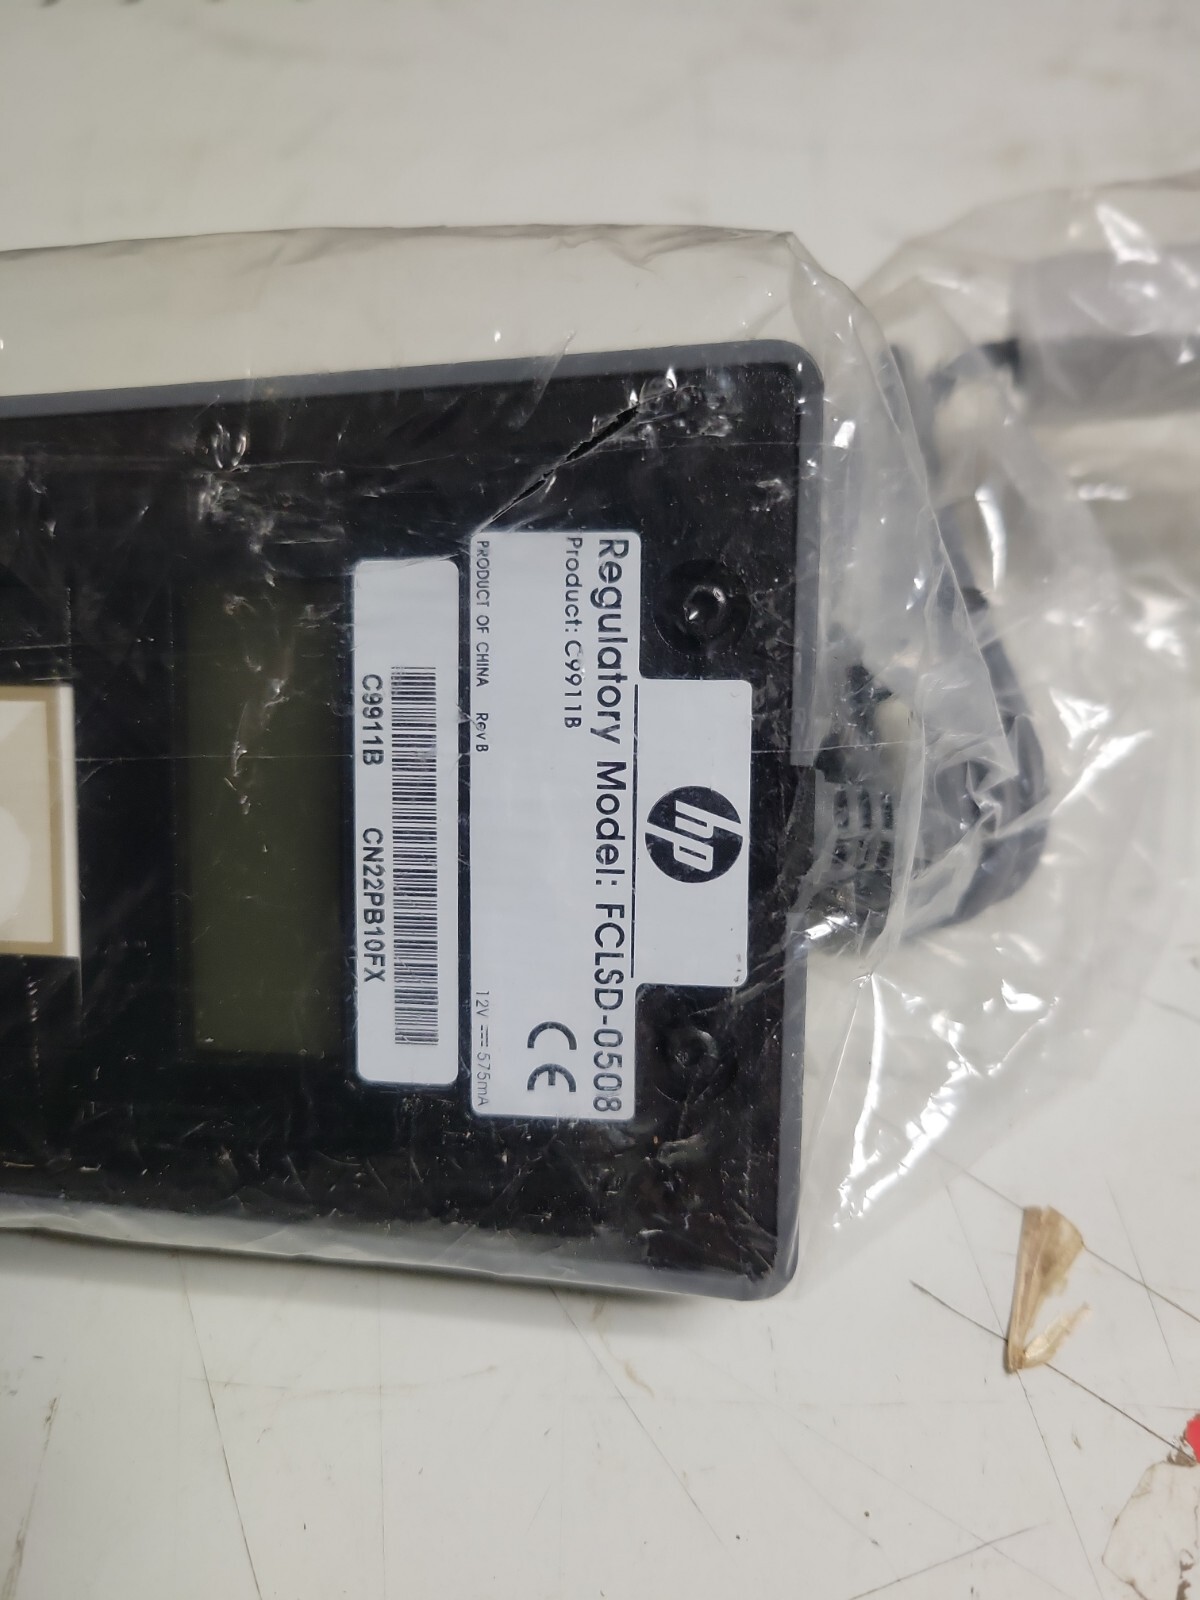 hp
Regulatory Model: FCLSD-0508
Product: C9911B
CE
PRODUCT OF CHINA Rev B 12V ⎓ 575mA
C9911B CN22PB10FX